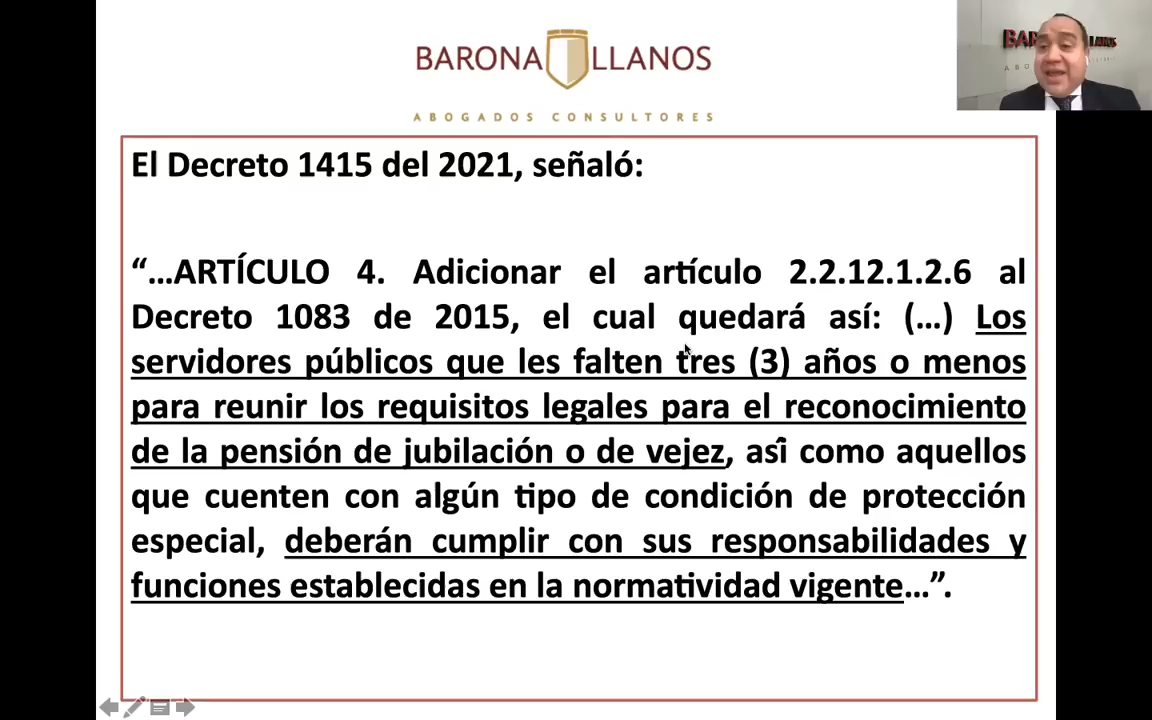 BARONA LLANOS
ABOGADOS CONSULTORES
El Decreto 1415 del 2021, señaló:
“…ARTÍCULO 4. Adicionar el artículo 2.2.12.1.2.6 al
Decreto 1083 de 2015, el cual quedará así: (…) Los
servidores públicos que les falten tres (3) años o menos
para reunir los requisitos legales para el reconocimiento
de la pensión de jubilación o de vejez, así como aquellos
que cuenten con algún tipo de condición de protección
especial, deberán cumplir con sus responsabilidades y
funciones establecidas en la normatividad vigente…”.